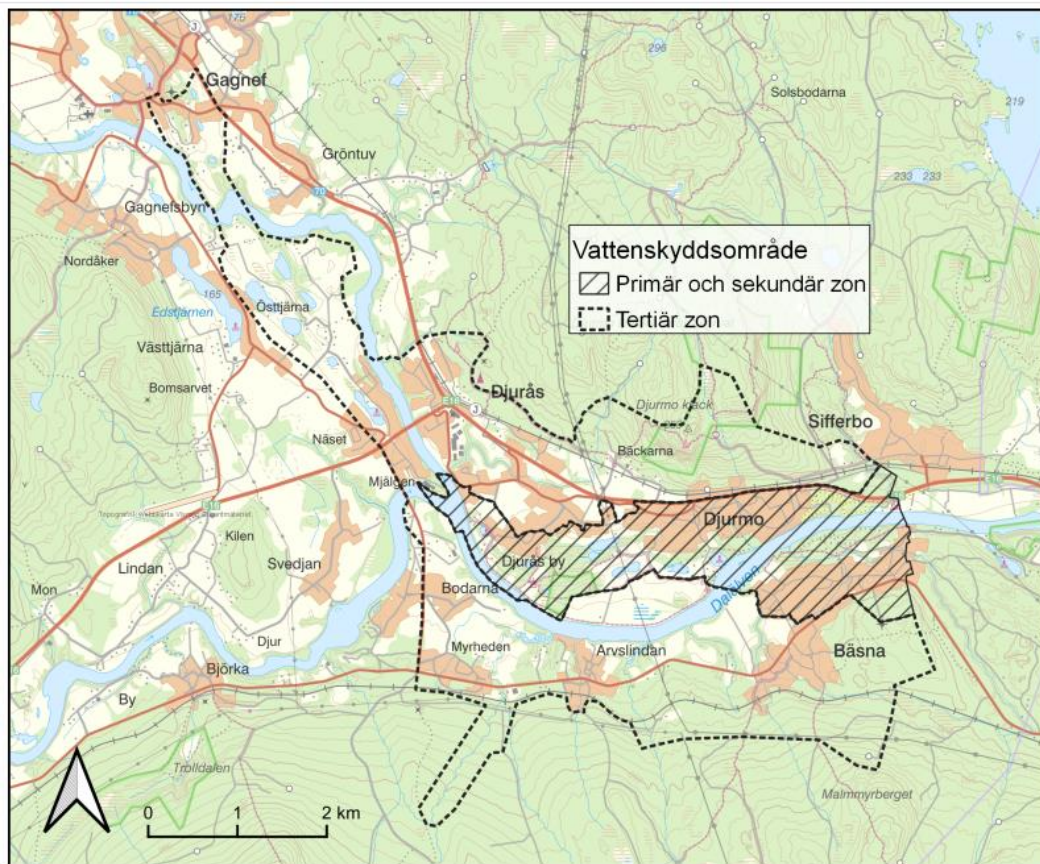 176
J
296
Gagnef
Solsbodarna
219
Gröntuv
70
233 233
Gagnefsbyn
Vattenskyddsområde
Primär och sekundär zon
Tertiär zon
Nordåker
165
Östtjärna
Edstjärnen
Västtjärna
Bomsarvet
Djurås
E16
J
Djurmo klack
Sifferbo
Näset
Bäckarna
Mjälgen
E16
E16
Djurmo
Kilen
Lindan
Svedjan
Djurås by
Mon
Bodarna
Dalälven
Djur
Myrheden
Arvslindan
Bäsna
Björka
By
Trolldalen
Malmmyrberget
0 1 2 km